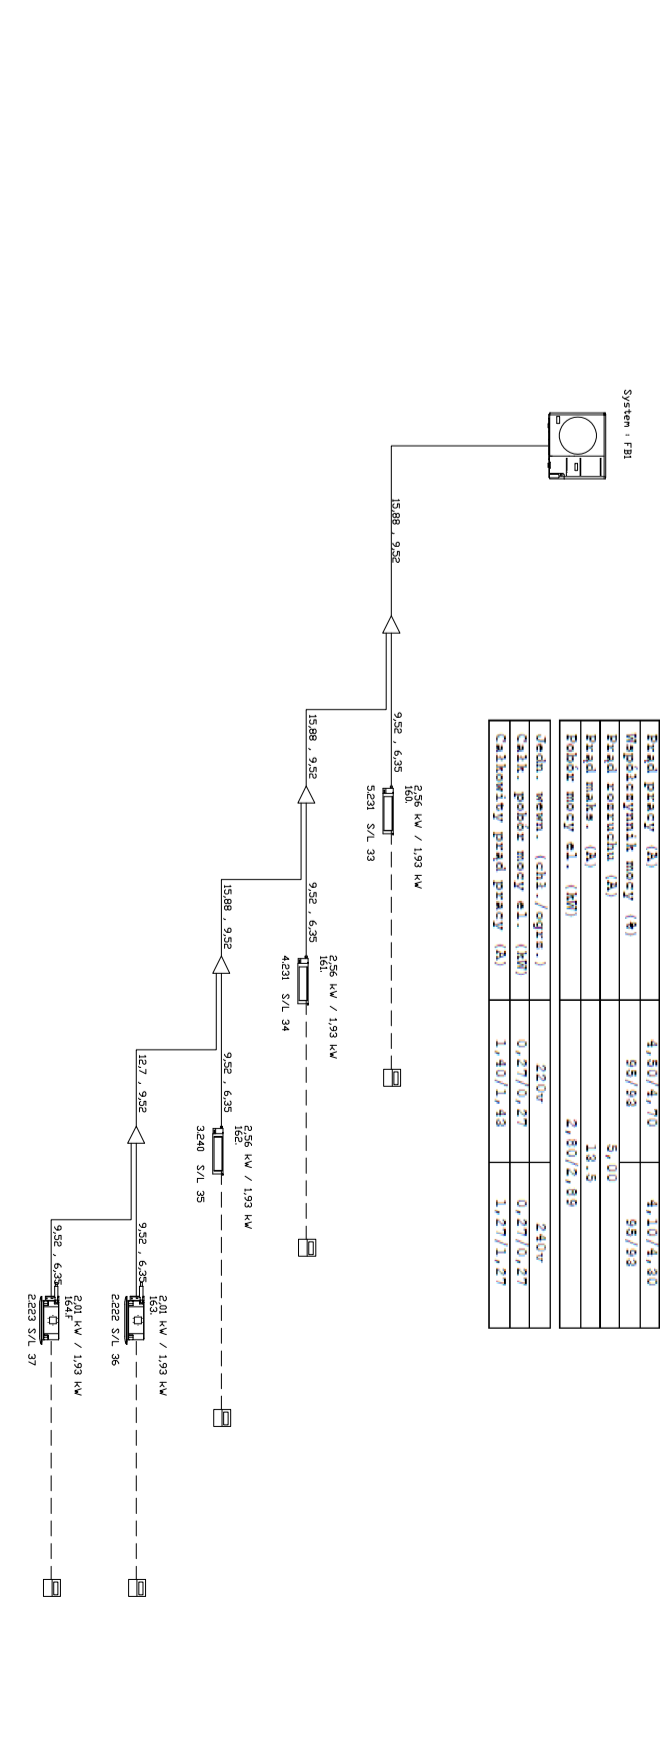 System : FB1
Prąd pracy (A) 4,50/4,70 4,10/4,30
Współczynnik mocy (%) 95/93 95/93
Prąd rozruchu (A) 5,00
Prąd maks. (A) 13.5
Pobór mocy el. (kW) 2,80/2,89
Jedn. wewn. (chł./ogrz.) 220v 240v
Całk. pobór mocy el. (kW) 0,27/0,27 0,27/0,27
Całkowity prąd pracy (A) 1,40/1,43 1,27/1,27
15,88 , 9,52
9,52 , 6,35
2,56 kW / 1,93 kW
160.
5.231 S/L 33
15,88 , 9,52
9,52 , 6,35
2,56 kW / 1,93 kW
161.
4.231 S/L 34
15,88 , 9,52
9,52 , 6,35
2,56 kW / 1,93 kW
162.
3.240 S/L 35
12,7 , 9,52
9,52 , 6,35
2,01 kW / 1,93 kW
163.
2.222 S/L 36
9,52 , 6,35
2,01 kW / 1,93 kW
164.F
2.223 S/L 37